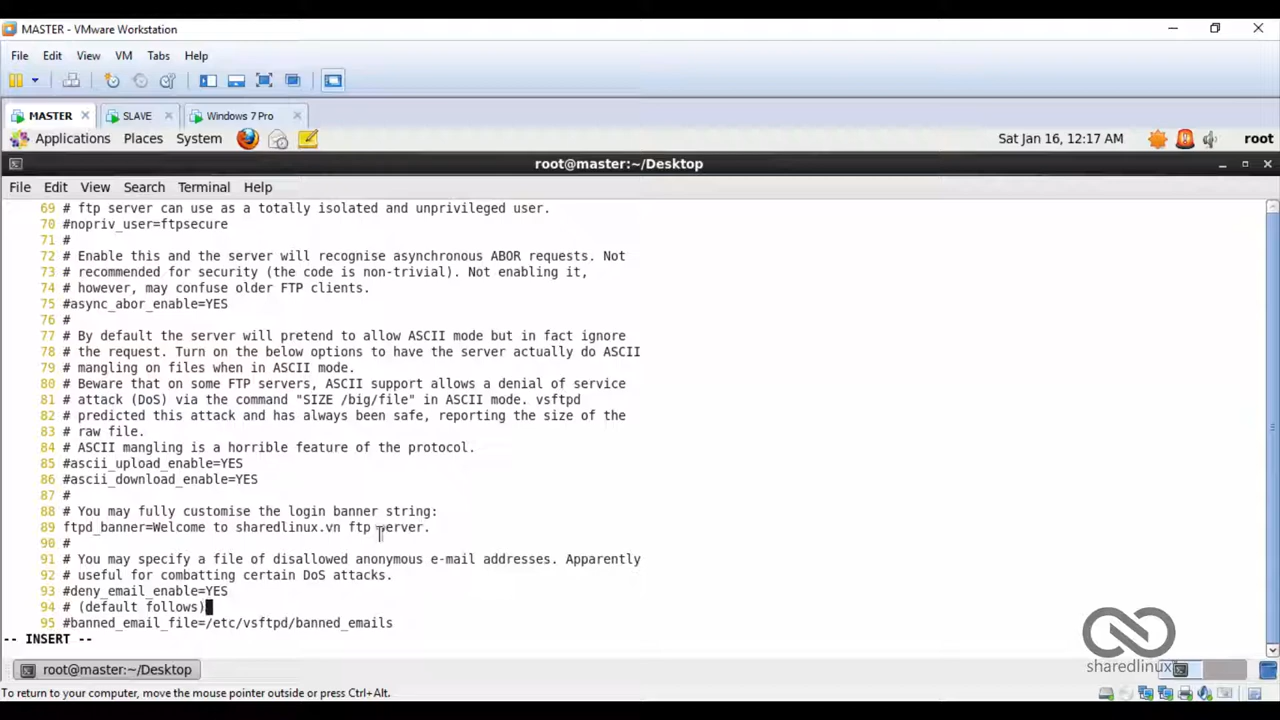 MASTER - VMware Workstation
File Edit View VM Tabs Help
MASTER SLAVE Windows 7 Pro
Applications Places System Sat Jan 16, 12:17 AM root
root@master:~/Desktop
File Edit View Search Terminal Help
69 # ftp server can use as a totally isolated and unprivileged user.
70 #nopriv_user=ftpsecure
71 #
72 # Enable this and the server will recognise asynchronous ABOR requests. Not
73 # recommended for security (the code is non-trivial). Not enabling it,
74 # however, may confuse older FTP clients.
75 #async_abor_enable=YES
76 #
77 # By default the server will pretend to allow ASCII mode but in fact ignore
78 # the request. Turn on the below options to have the server actually do ASCII
79 # mangling on files when in ASCII mode.
80 # Beware that on some FTP servers, ASCII support allows a denial of service
81 # attack (DoS) via the command "SIZE /big/file" in ASCII mode. vsftpd
82 # predicted this attack and has always been safe, reporting the size of the
83 # raw file.
84 # ASCII mangling is a horrible feature of the protocol.
85 #ascii_upload_enable=YES
86 #ascii_download_enable=YES
87 #
88 # You may fully customise the login banner string:
89 ftpd_banner=Welcome to sharedlinux.vn ftp server.
90 #
91 # You may specify a file of disallowed anonymous e-mail addresses. Apparently
92 # useful for combatting certain DoS attacks.
93 #deny_email_enable=YES
94 # (default follows)
95 #banned_email_file=/etc/vsftpd/banned_emails
-- INSERT --
sharedlinux
root@master:~/Desktop
To return to your computer, move the mouse pointer outside or press Ctrl+Alt.